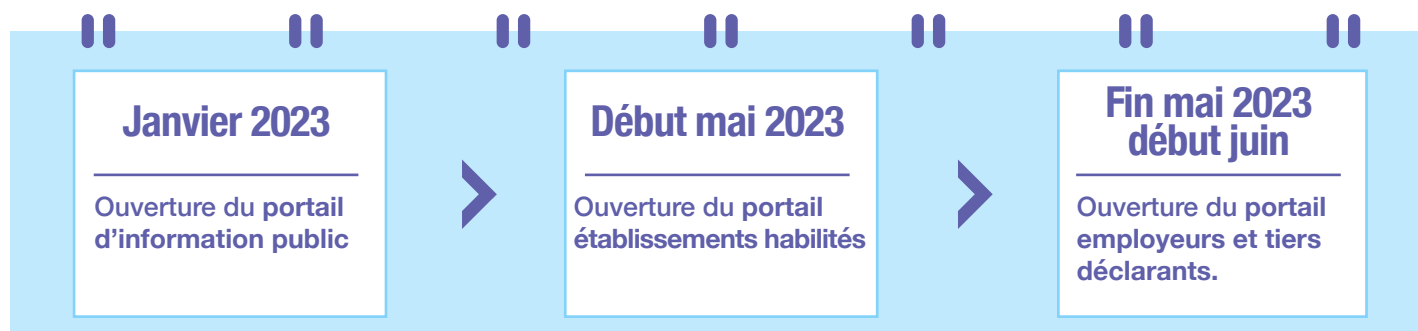 Janvier 2023
Ouverture du portail
d’information public
Début mai 2023
Ouverture du portail
établissements habilités
Fin mai 2023
début juin
Ouverture du portail
employeurs et tiers
déclarants.